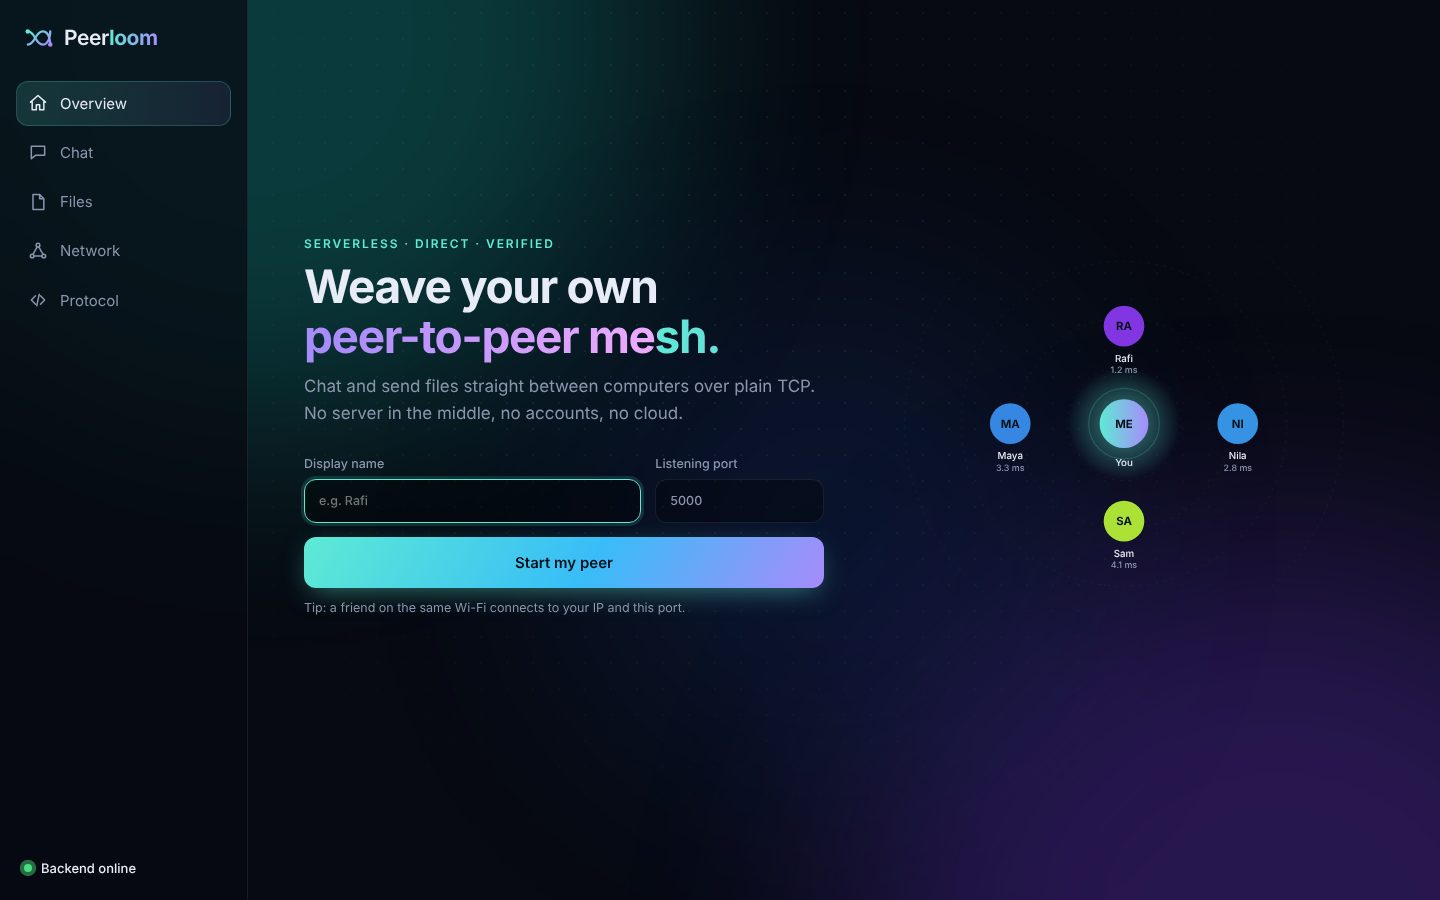 Peerloom
Overview
Chat
Files
Network
Protocol
Backend online
SERVERLESS · DIRECT · VERIFIED
Weave your own
peer-to-peer mesh.
Chat and send files straight between computers over plain TCP.
No server in the middle, no accounts, no cloud.
Display name
Listening port
e.g. Rafi
5000
Start my peer
Tip: a friend on the same Wi-Fi connects to your IP and this port.
RA
Rafi
1.2 ms
MA
Maya
3.3 ms
ME
You
NI
Nila
2.8 ms
SA
Sam
4.1 ms